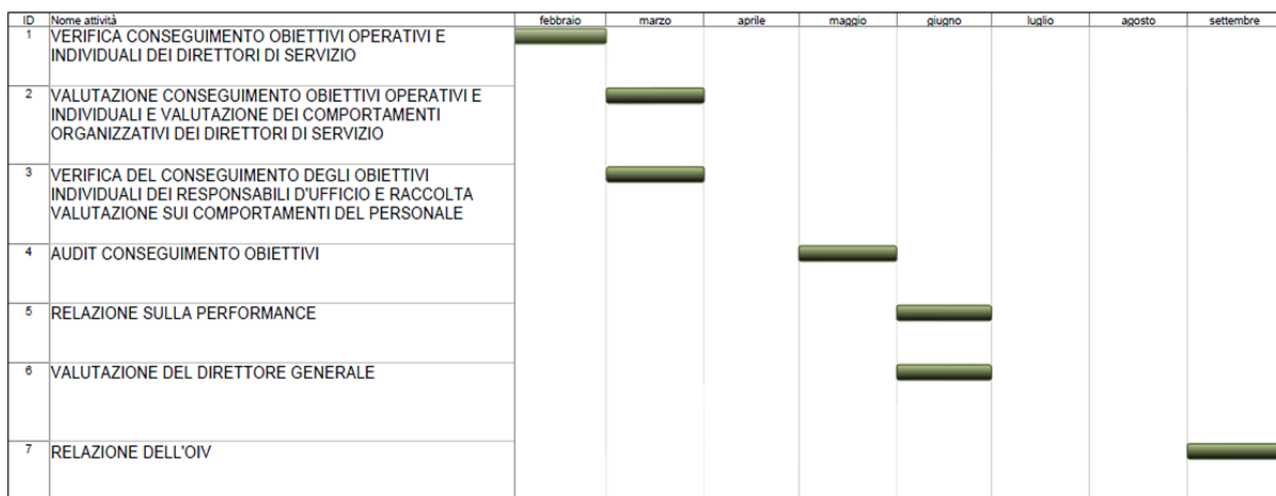 ID Nome attività febbraio marzo aprile maggio giugno luglio agosto settembre
1 VERIFICA CONSEGUIMENTO OBIETTIVI OPERATIVI E
INDIVIDUALI DEI DIRETTORI DI SERVIZIO
2 VALUTAZIONE CONSEGUIMENTO OBIETTIVI OPERATIVI E
INDIVIDUALI E VALUTAZIONE DEI COMPORTAMENTI
ORGANIZZATIVI DEI DIRETTORI DI SERVIZIO
3 VERIFICA DEL CONSEGUIMENTO DEGLI OBIETTIVI
INDIVIDUALI DEI RESPONSABILI D'UFFICIO E RACCOLTA
VALUTAZIONE SUI COMPORTAMENTI DEL PERSONALE
4 AUDIT CONSEGUIMENTO OBIETTIVI
5 RELAZIONE SULLA PERFORMANCE
6 VALUTAZIONE DEL DIRETTORE GENERALE
7 RELAZIONE DELL'OIV